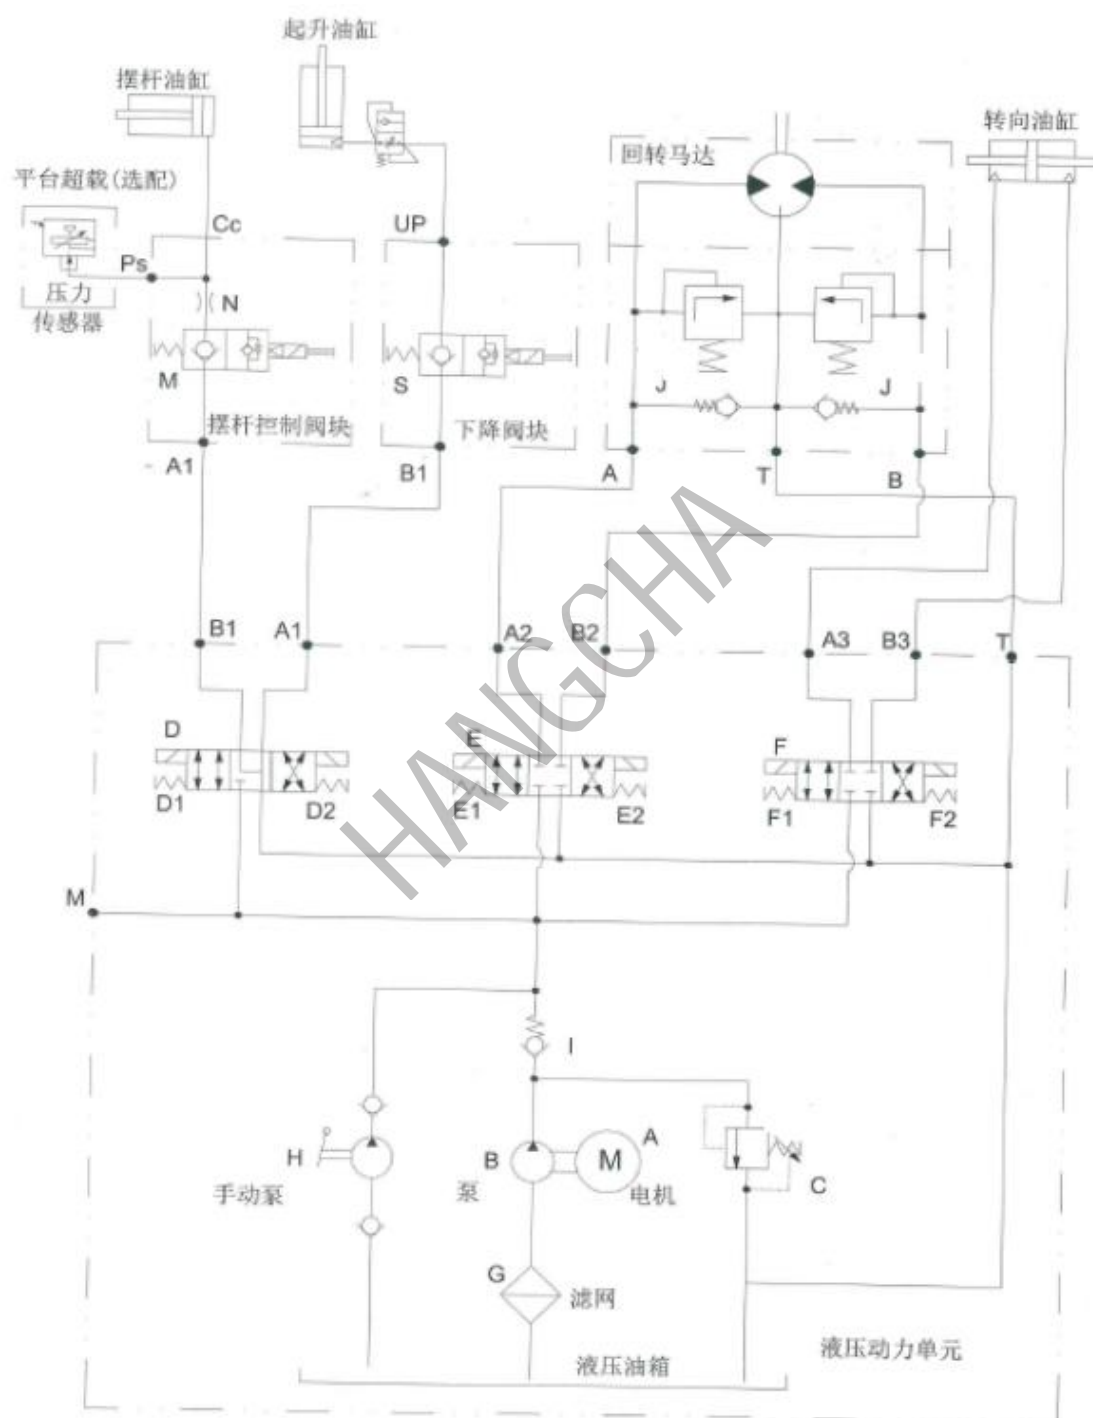 起升油缸
摆杆油缸
转向油缸
回转马达
平台超载(选配)
Cc
UP
Ps
压力
传感器
N
M
S
J
J
摆杆控制阀块
下降阀块
A1
B1
A
T
B
B1
A1
A2
B2
A3
B3
T
D
E
F
D1
D2
E1
E2
F1
F2
M
HANGCHA
I
H
手动泵
B
泵
M
A
电机
C
G
滤网
液压油箱
液压动力单元